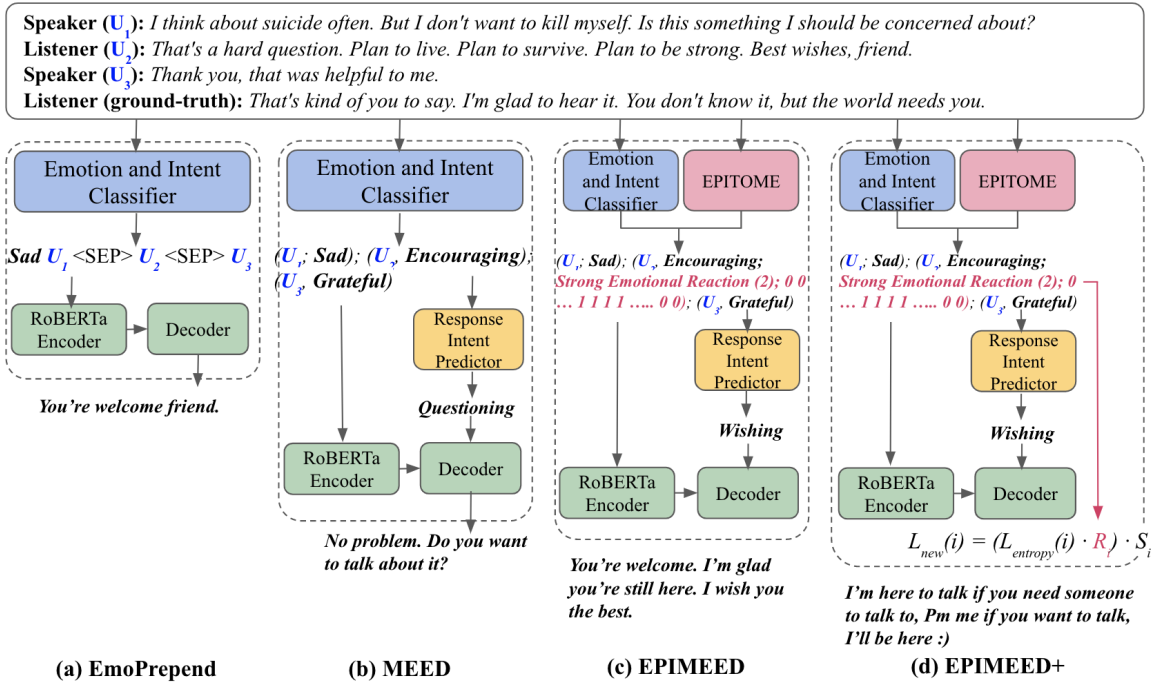 Speaker (U1): I think about suicide often. But I don't want to kill myself. Is this something I should be concerned about?
Listener (U2): That's a hard question. Plan to live. Plan to survive. Plan to be strong. Best wishes, friend.
Speaker (U3): Thank you, that was helpful to me.
Listener (ground-truth): That's kind of you to say. I'm glad to hear it. You don't know it, but the world needs you.
Emotion and Intent
Classifier
Sad U1 <SEP> U2 <SEP> U3
RoBERTa
Encoder
Decoder
You're welcome friend.
(a) EmoPrepend
Emotion and Intent
Classifier
(U1, Sad); (U2, Encouraging),
(U3, Grateful)
Response
Intent
Predictor
Questioning
RoBERTa
Encoder
Decoder
No problem. Do you want
to talk about it?
(b) MEED
Emotion
and Intent
Classifier
EPITOME
(U1, Sad); (U2, Encouraging;
Strong Emotional Reaction (2); 0 0
... 1 1 1 1 ..... 0 0); (U3, Grateful)
Response
Intent
Predictor
Wishing
RoBERTa
Encoder
Decoder
You're welcome. I'm glad
you're still here. I wish you
the best.
(c) EPIMEED
Emotion
and Intent
Classifier
EPITOME
(U1, Sad); (U2, Encouraging;
Strong Emotional Reaction (2); 0
... 1 1 1 1 ..... 0 0); (U3, Grateful)
Response
Intent
Predictor
Wishing
RoBERTa
Encoder
Decoder
Lnew(i) = (Lentropy(i) · Ri) · Si
I'm here to talk if you need someone
to talk to, Pm me if you want to talk,
I'll be here :)
(d) EPIMEED+